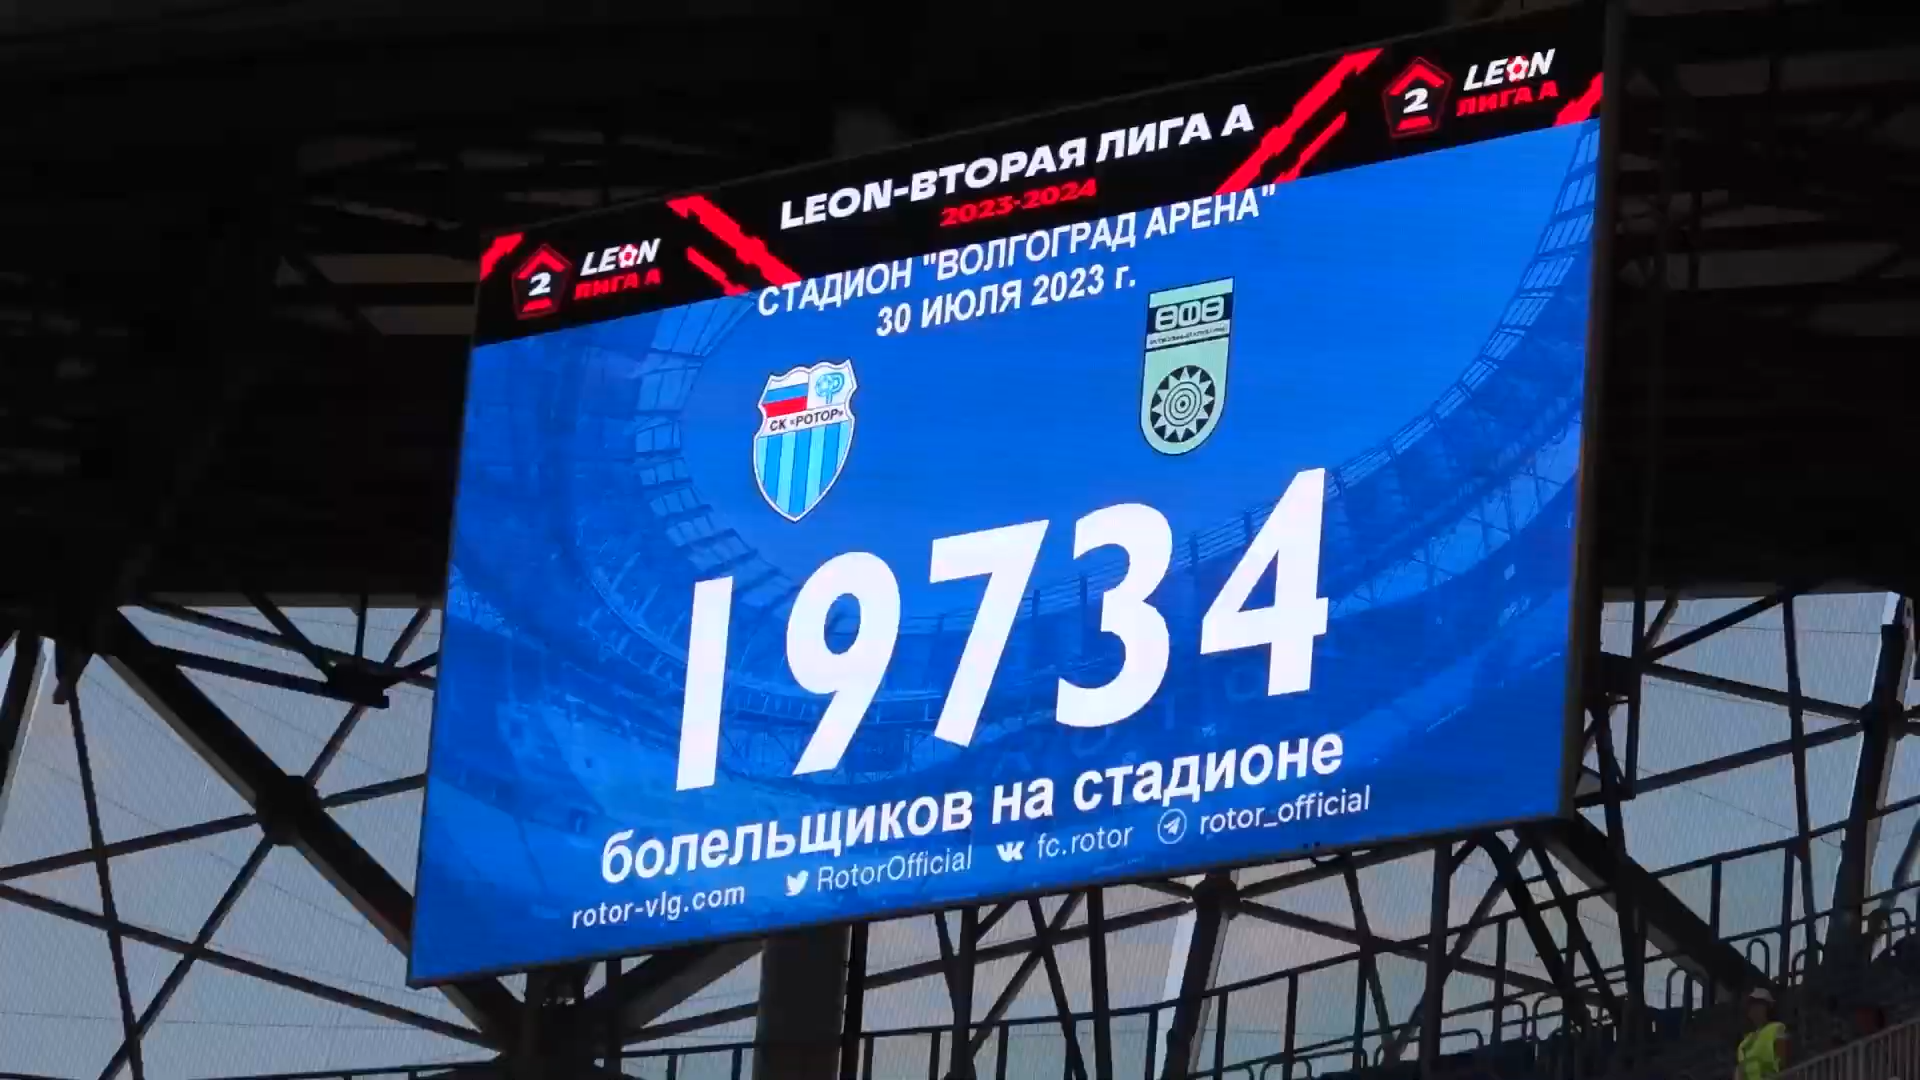 LEON-ВТОРАЯ ЛИГА А
2023-2024
2 LEON
ЛИГА А
2 LEON
ЛИГА А
СТАДИОН "ВОЛГОГРАД АРЕНА"
30 ИЮЛЯ 2023 г.
СК «РОТОР»
19734
болельщиков на стадионе
rotor-vlg.com RotorOfficial fc.rotor rotor_official